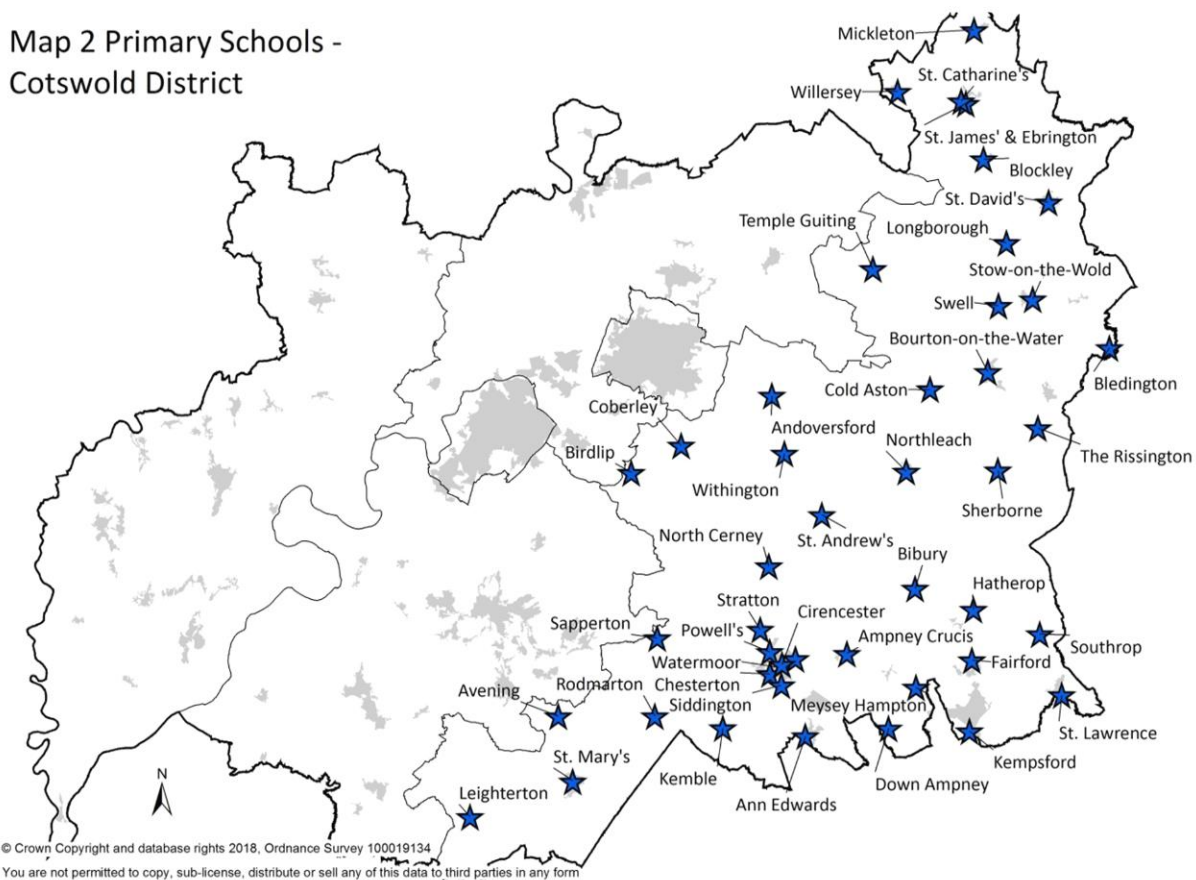 Map 2 Primary Schools -
Cotswold District
Mickleton
St. Catharine's
Willersey
St. James' & Ebrington
Blockley
St. David's
Temple Guiting
Longborough
Stow-on-the-Wold
Swell
Bourton-on-the-Water
Bledington
Cold Aston
Coberley
Andoversford
Northleach
Birdlip
The Rissington
Withington
Sherborne
North Cerney
St. Andrew's
Bibury
Hatherop
Stratton
Cirencester
Sapperton
Powell's
Ampney Crucis
Southrop
Watermoor
Fairford
Avening
Rodmarton
Chesterton
Siddington
Meysey Hampton
St. Lawrence
St. Mary's
Kempsford
Kemble
Down Ampney
Leighterton
Ann Edwards
N
© Crown Copyright and database rights 2018, Ordnance Survey 100019134
You are not permitted to copy, sub-license, distribute or sell any of this data to third parties in any form